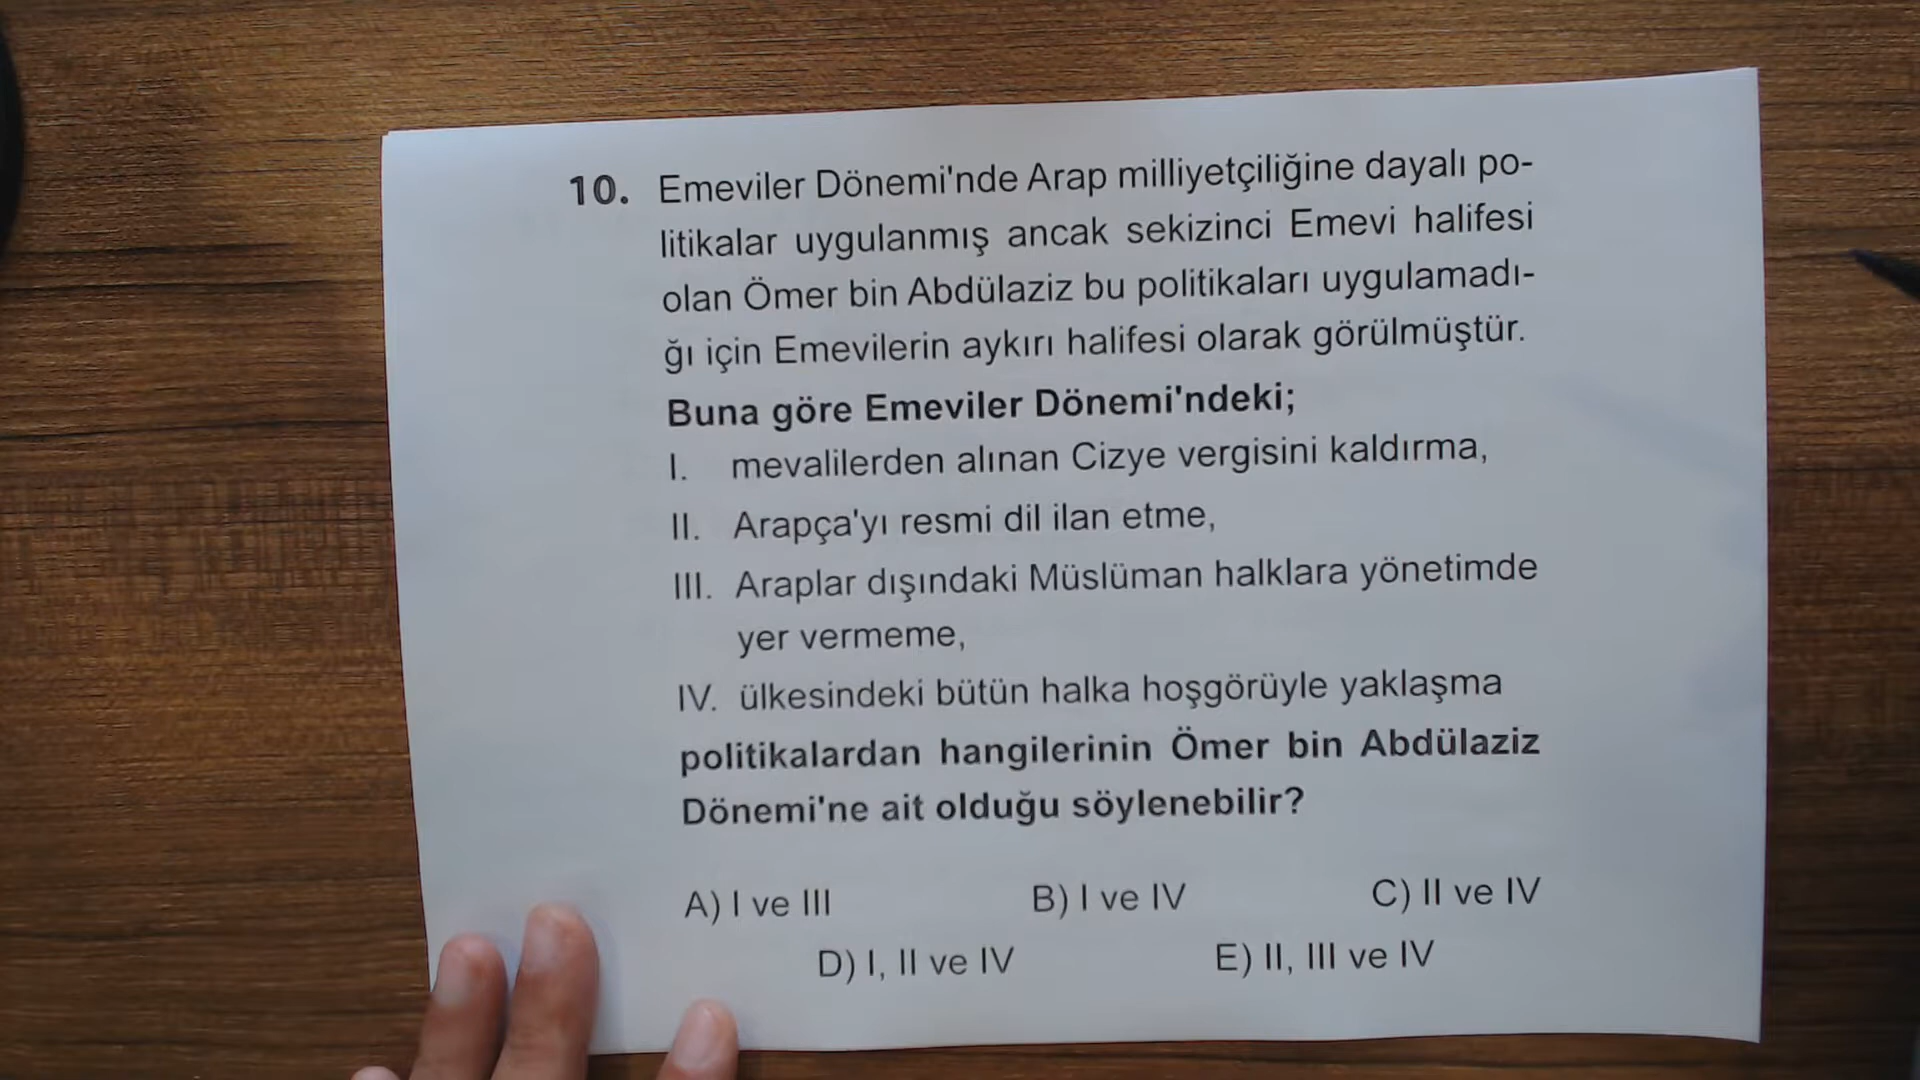 10. Emeviler Dönemi'nde Arap milliyetçiliğine dayalı po-
litikalar uygulanmış ancak sekizinci Emevi halifesi
olan Ömer bin Abdülaziz bu politikaları uygulamadı-
ğı için Emevilerin aykırı halifesi olarak görülmüştür.
Buna göre Emeviler Dönemi'ndeki;
I. mevalilerden alınan Cizye vergisini kaldırma,
II. Arapça'yı resmi dil ilan etme,
III. Araplar dışındaki Müslüman halklara yönetimde
yer vermeme,
IV. ülkesindeki bütün halka hoşgörüyle yaklaşma
politikalardan hangilerinin Ömer bin Abdülaziz
Dönemi'ne ait olduğu söylenebilir?
A) I ve III B) I ve IV C) II ve IV
D) I, II ve IV E) II, III ve IV